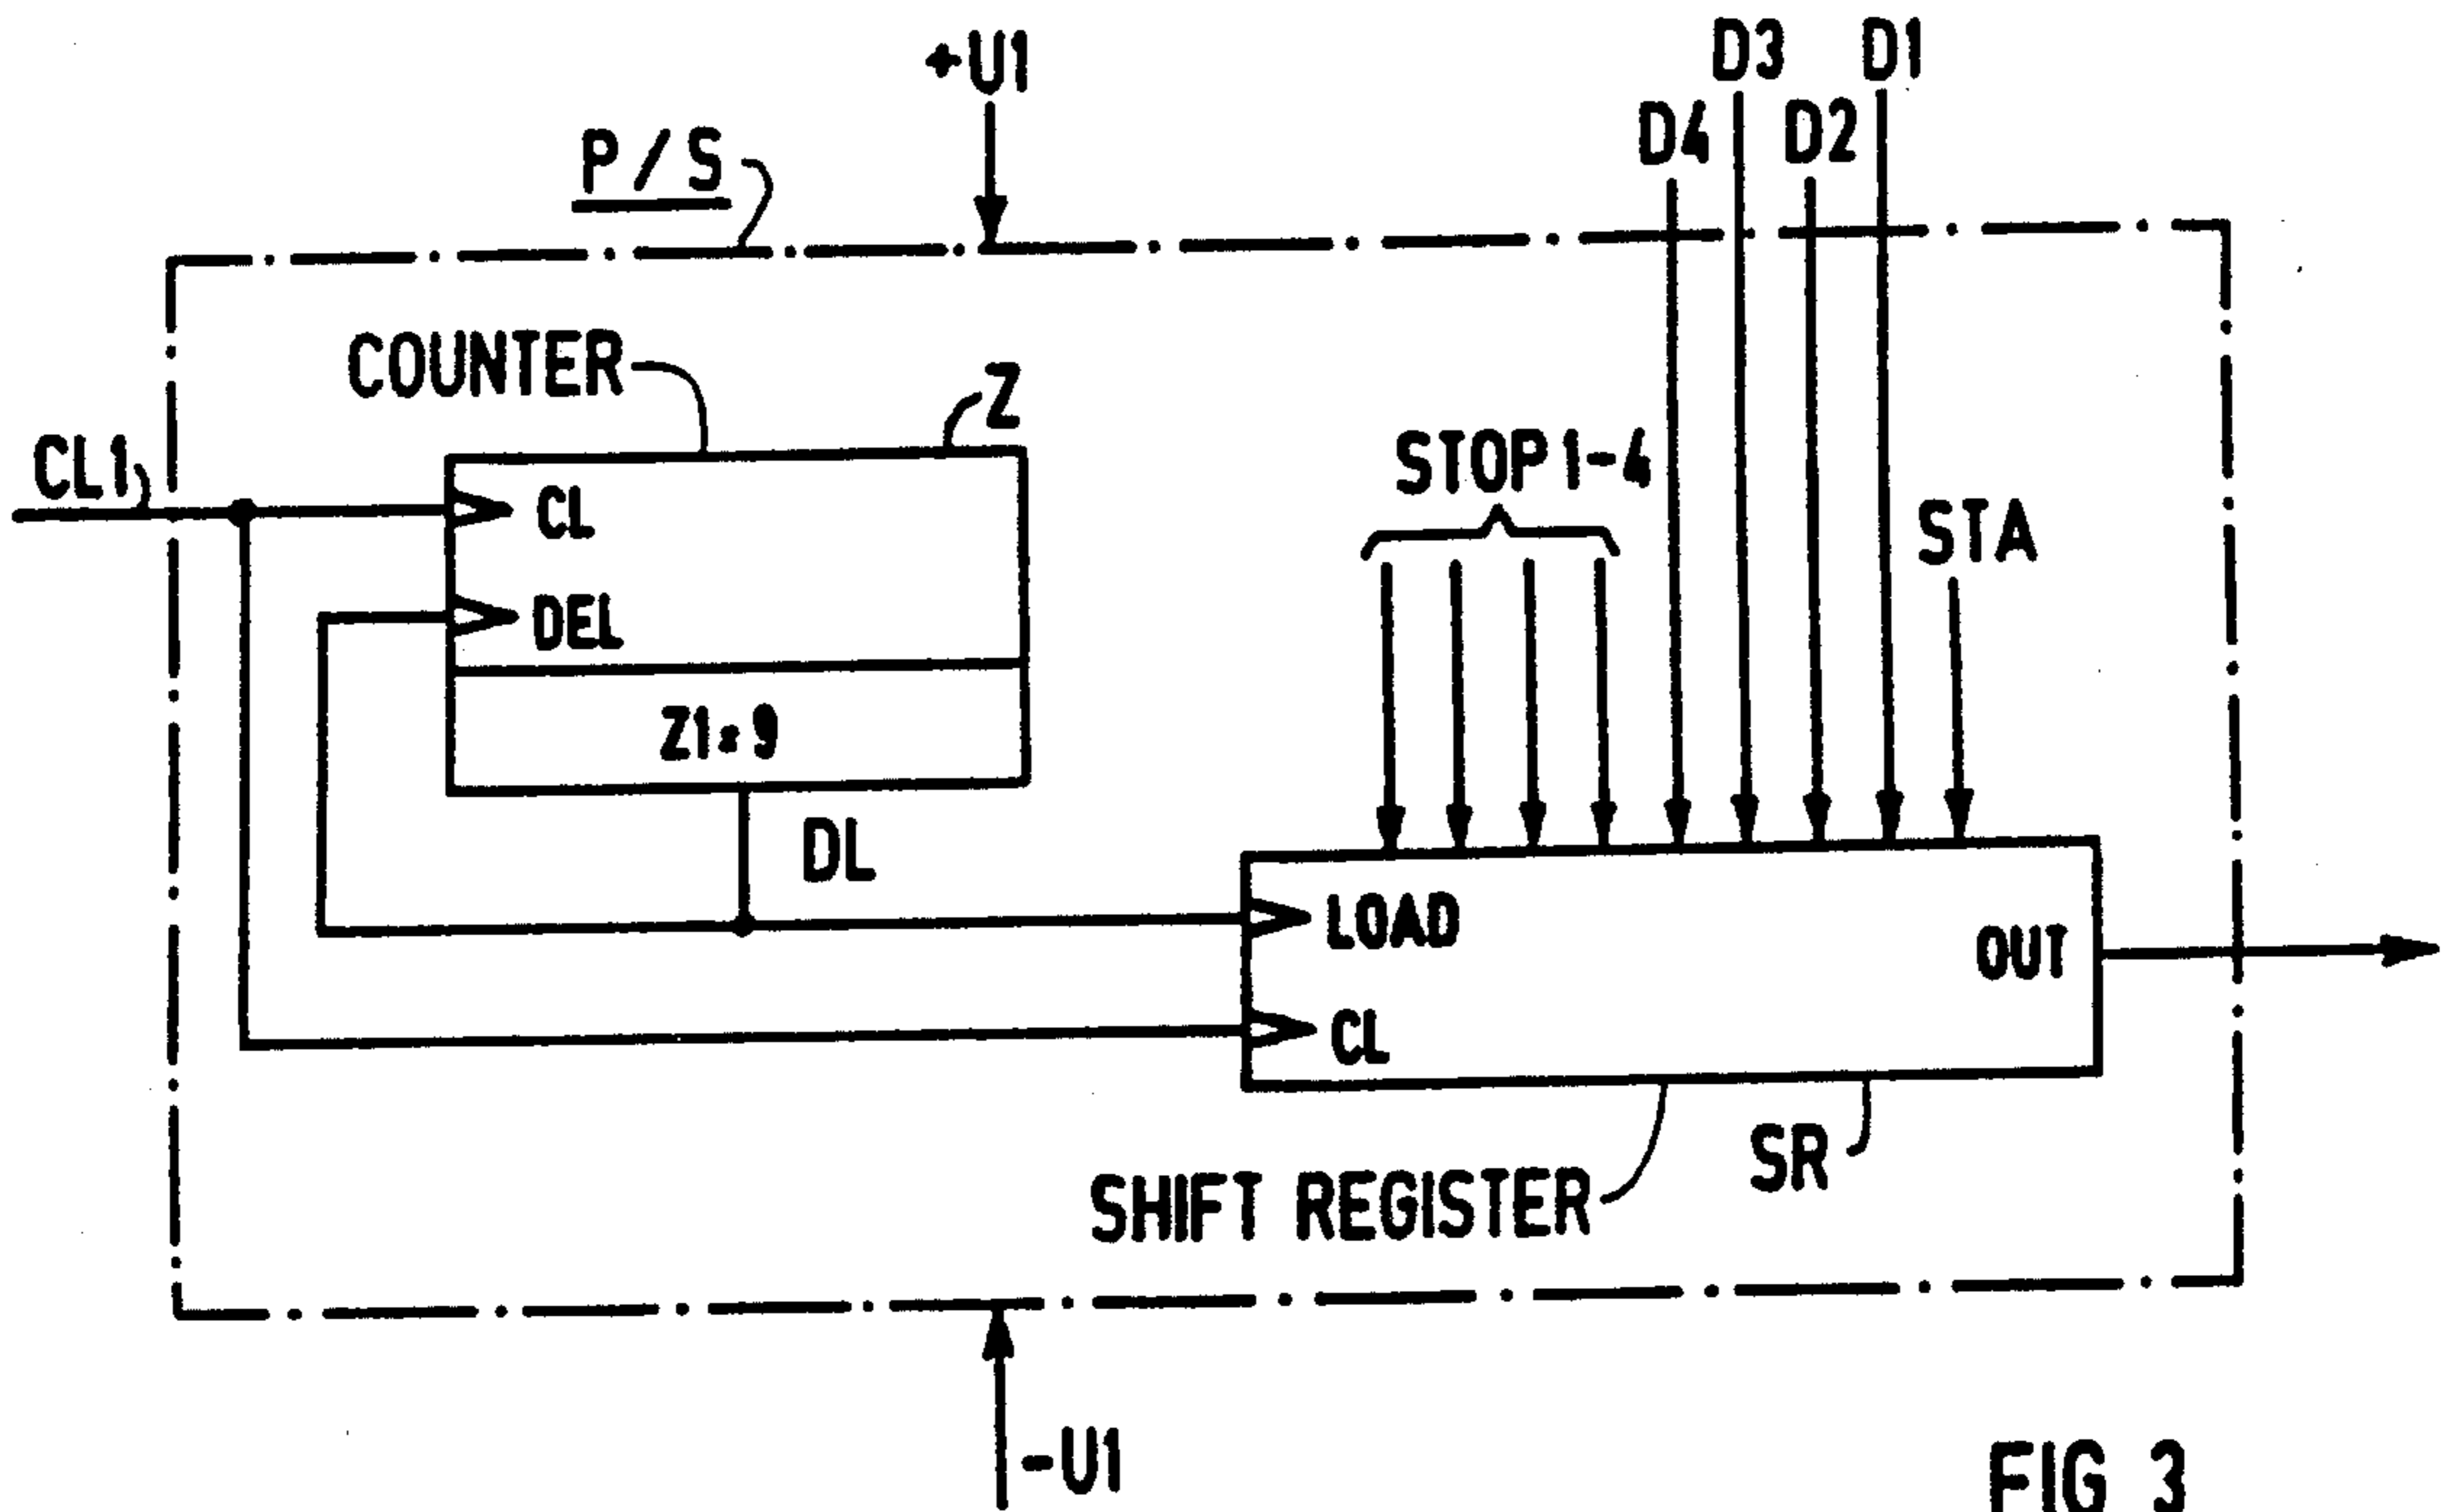 +U1
D3
D1
D4
D2
P/S
COUNTER
Z
CL1
STOP 1-4
STA
CL
DEL
Z1=9
DL
LOAD
OUT
CL
SR
SHIFT REGISTER
-U1
FIG 3